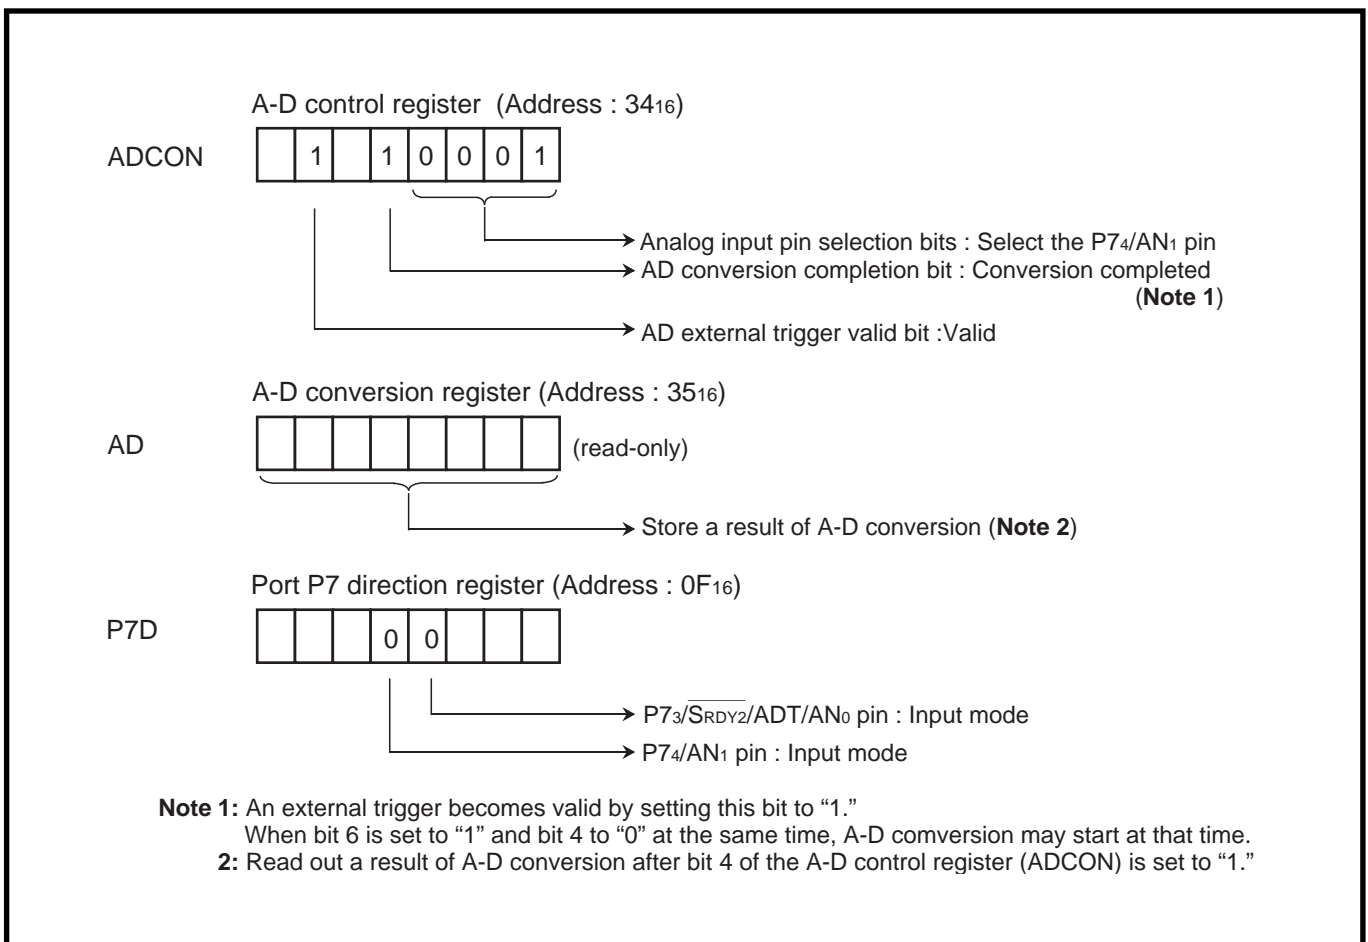 A-D control register (Address : 3416)
ADCON
1 1 0 0 0 1
Analog input pin selection bits : Select the P74/AN1 pin
AD conversion completion bit : Conversion completed
(Note 1)
AD external trigger valid bit :Valid
A-D conversion register (Address : 3516)
AD
(read-only)
Store a result of A-D conversion (Note 2)
Port P7 direction register (Address : 0F16)
P7D
0 0
P73/SRDY2/ADT/AN0 pin : Input mode
P74/AN1 pin : Input mode
Note 1: An external trigger becomes valid by setting this bit to “1.”
When bit 6 is set to “1” and bit 4 to “0” at the same time, A-D comversion may start at that time.
2: Read out a result of A-D conversion after bit 4 of the A-D control register (ADCON) is set to “1.”